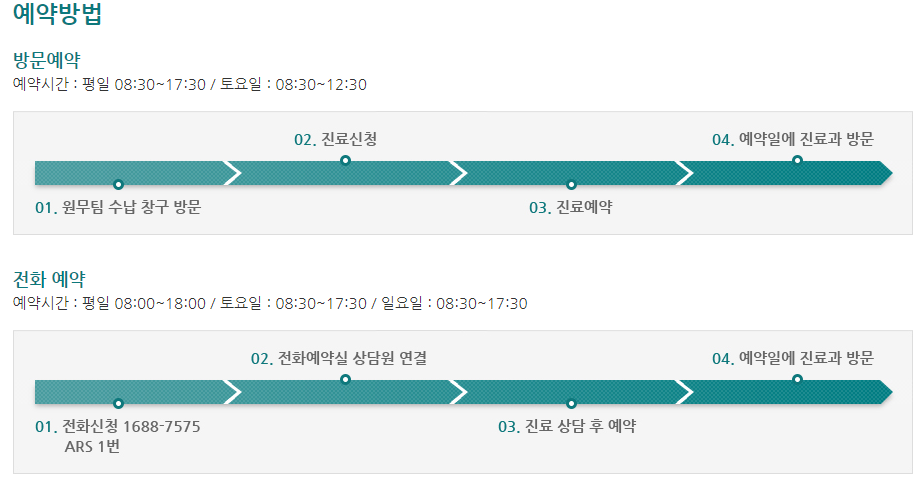 예약방법
방문예약
예약시간 : 평일 08:30~17:30 / 토요일 : 08:30~12:30
02. 진료신청
04. 예약일에 진료과 방문
01. 원무팀 수납 창구 방문
03. 진료예약
전화 예약
예약시간 : 평일 08:00~18:00 / 토요일 : 08:30~17:30 / 일요일 : 08:30~17:30
02. 전화예약실 상담원 연결
04. 예약일에 진료과 방문
01. 전화신청 1688-7575
ARS 1번
03. 진료 상담 후 예약